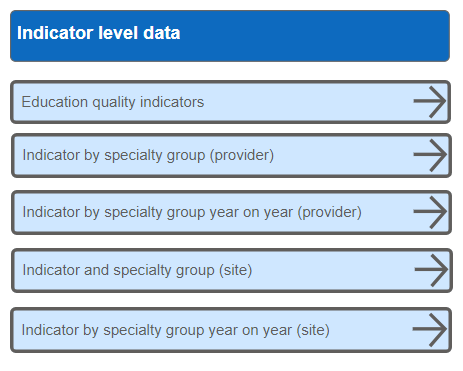 Indicator level data
Education quality indicators
Indicator by specialty group (provider)
Indicator by specialty group year on year (provider)
Indicator and specialty group (site)
Indicator by specialty group year on year (site)